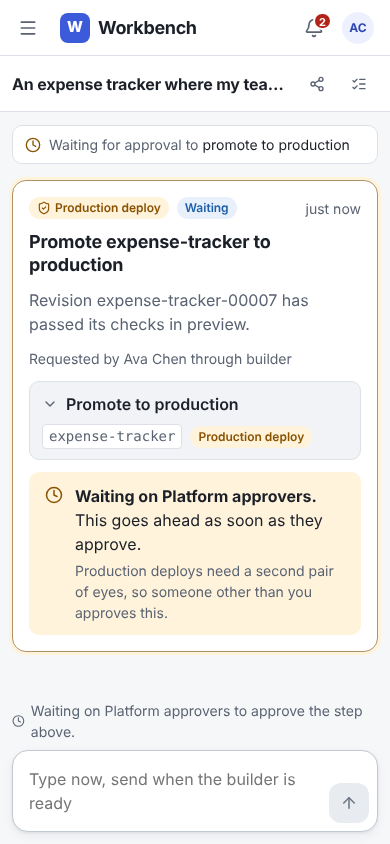 W Workbench 2 AC
An expense tracker where my tea…
Waiting for approval to promote to production
Production deploy Waiting just now
Promote expense-tracker to
production
Revision expense-tracker-00007 has
passed its checks in preview.
Requested by Ava Chen through builder
Promote to production
expense-tracker Production deploy
Waiting on Platform approvers.
This goes ahead as soon as they
approve.
Production deploys need a second pair
of eyes, so someone other than you
approves this.
Waiting on Platform approvers to approve the step
above.
Type now, send when the builder is
ready